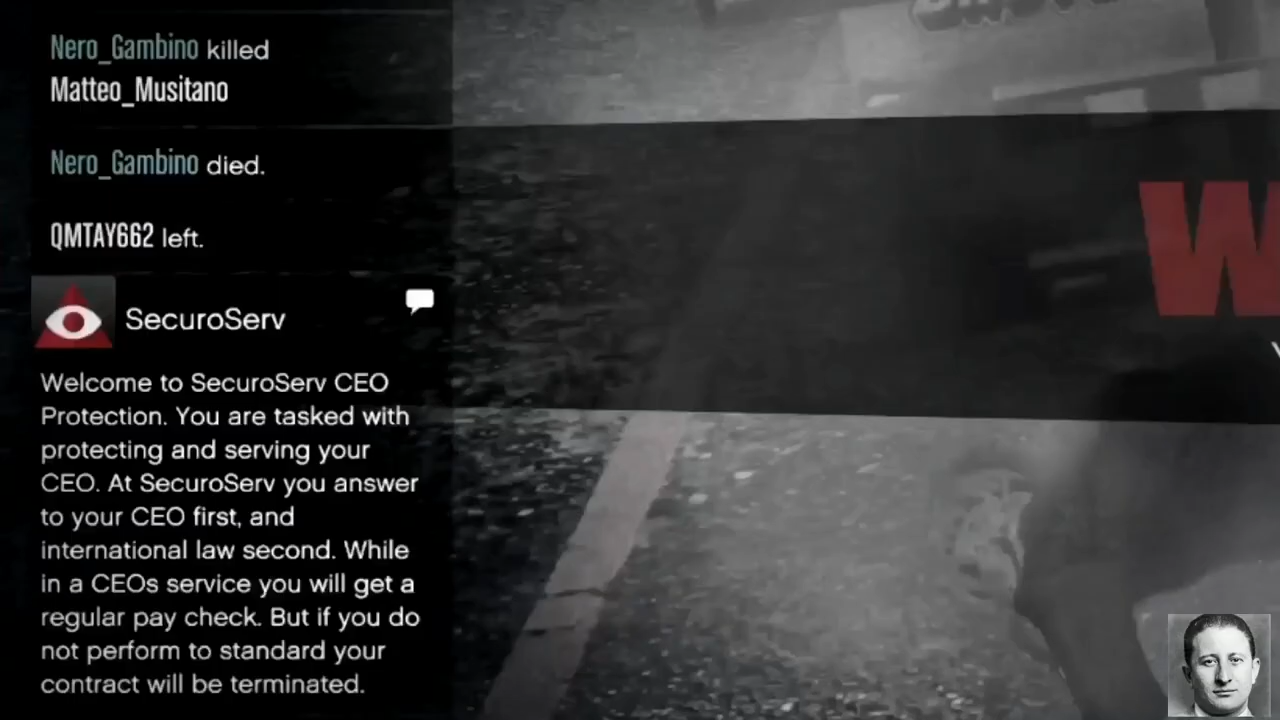 Nero_Gambino killed
Matteo_Musitano
Nero_Gambino died.
QMTAY662 left.
SecuroServ
Welcome to SecuroServ CEO
Protection. You are tasked with
protecting and serving your
CEO. At SecuroServ you answer
to your CEO first, and
international law second. While
in a CEOs service you will get a
regular pay check. But if you do
not perform to standard your
contract will be terminated.
W